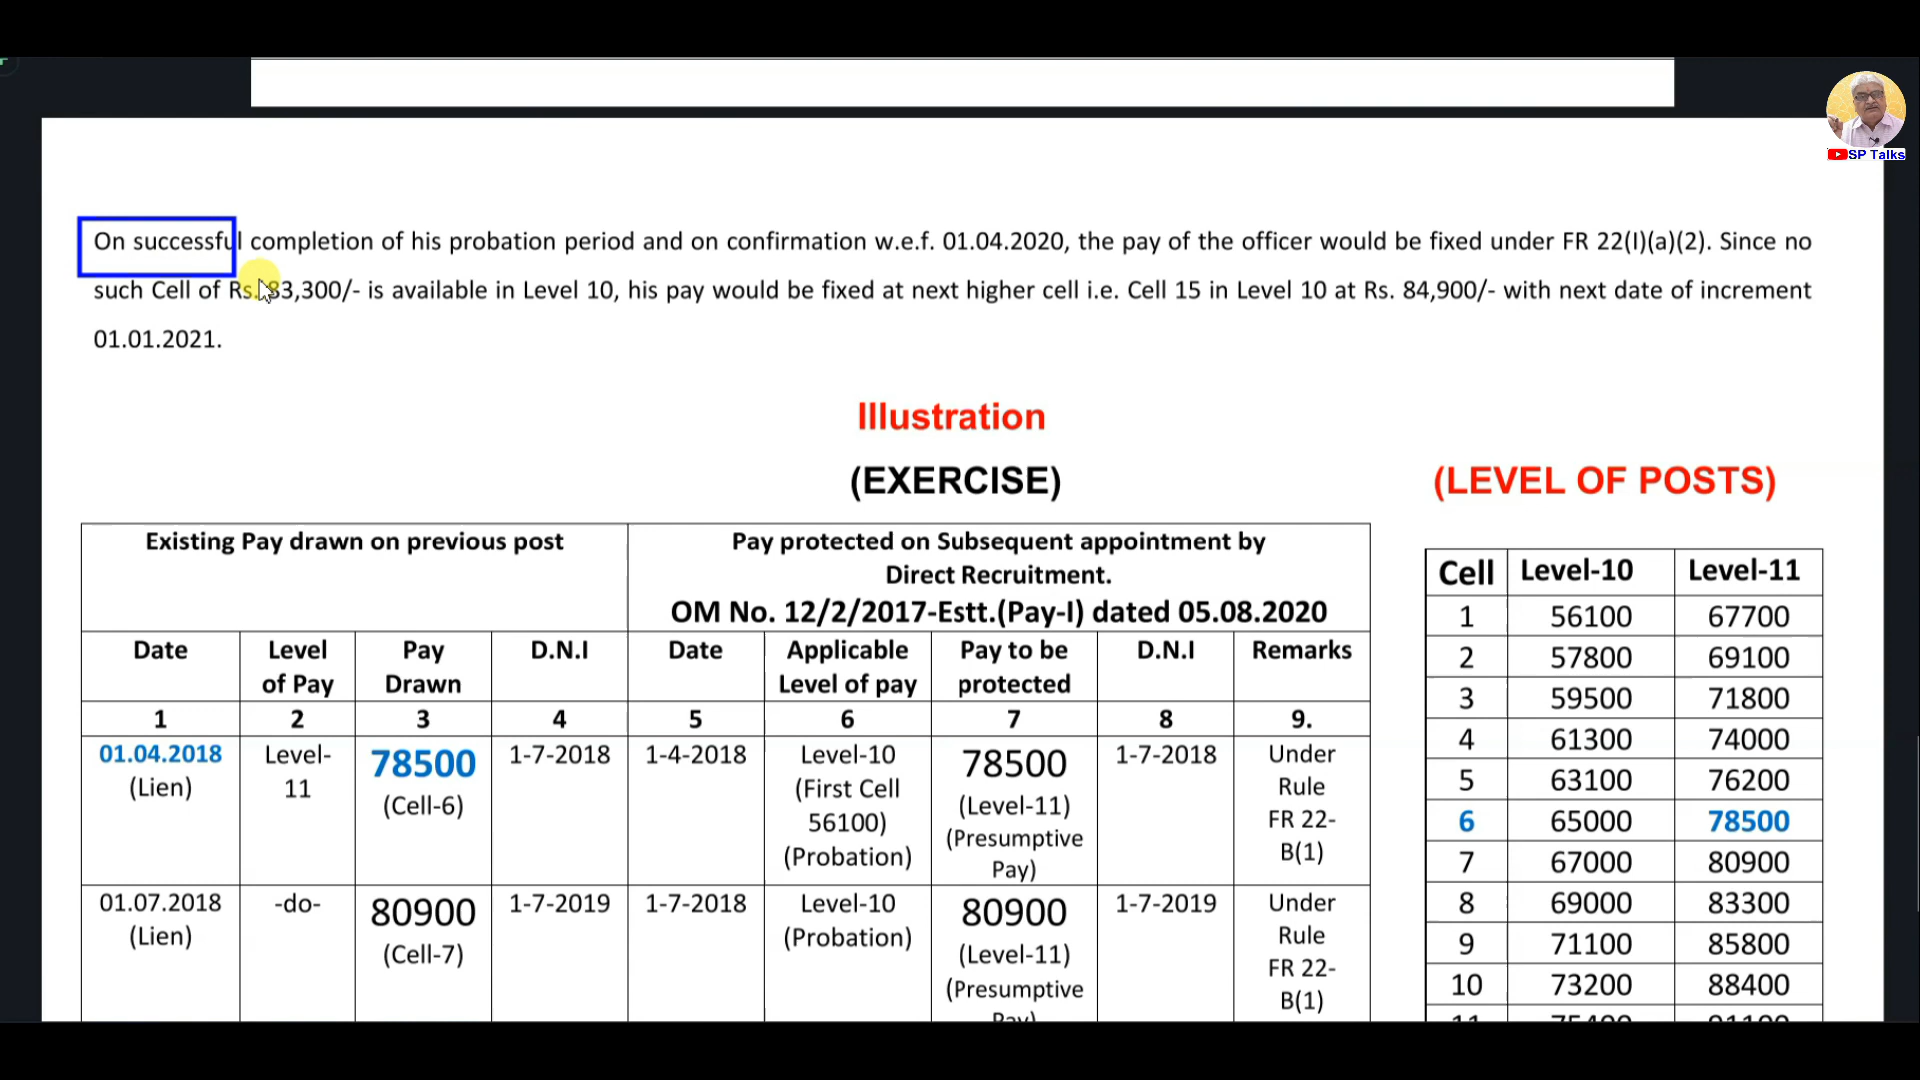 SP Talks
On successful completion of his probation period and on confirmation w.e.f. 01.04.2020, the pay of the officer would be fixed under FR 22(I)(a)(2). Since no
such Cell of Rs. 83,300/- is available in Level 10, his pay would be fixed at next higher cell i.e. Cell 15 in Level 10 at Rs. 84,900/- with next date of increment
01.01.2021.
Illustration
(EXERCISE)
Existing Pay drawn on previous post
Pay protected on Subsequent appointment by
Direct Recruitment.
OM No. 12/2/2017-Estt.(Pay-I) dated 05.08.2020
Date
Level
of Pay
Pay
Drawn
D.N.I
Date
Applicable
Level of pay
Pay to be
protected
D.N.I
Remarks
1 2 3 4 5 6 7 8 9.
01.04.2018
(Lien)
Level-
11
78500
(Cell-6)
1-7-2018
1-4-2018
Level-10
(First Cell
56100)
(Probation)
78500
(Level-11)
(Presumptive
Pay)
1-7-2018
Under
Rule
FR 22-
B(1)
01.07.2018
(Lien)
-do-
80900
(Cell-7)
1-7-2019
1-7-2018
Level-10
(Probation)
80900
(Level-11)
(Presumptive
Pay)
1-7-2019
Under
Rule
FR 22-
B(1)
(LEVEL OF POSTS)
Cell Level-10 Level-11
1 56100 67700
2 57800 69100
3 59500 71800
4 61300 74000
5 63100 76200
6 65000 78500
7 67000 80900
8 69000 83300
9 71100 85800
10 73200 88400
11 75400 91100